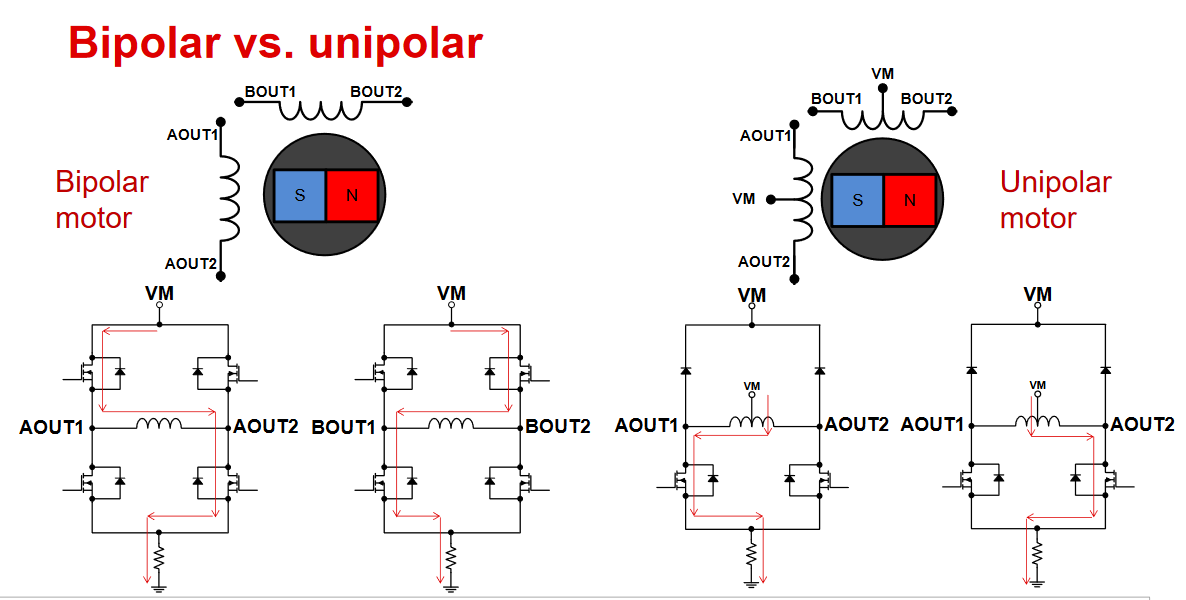 Bipolar vs. unipolar
BOUT1 BOUT2
AOUT1
Bipolar
motor
S N
AOUT2
VM
BOUT1 BOUT2
AOUT1
VM
S N
Unipolar
motor
AOUT2
VM
VM
VM
VM
VM
VM
AOUT1
AOUT2
BOUT1
BOUT2
AOUT1
AOUT2
AOUT1
AOUT2